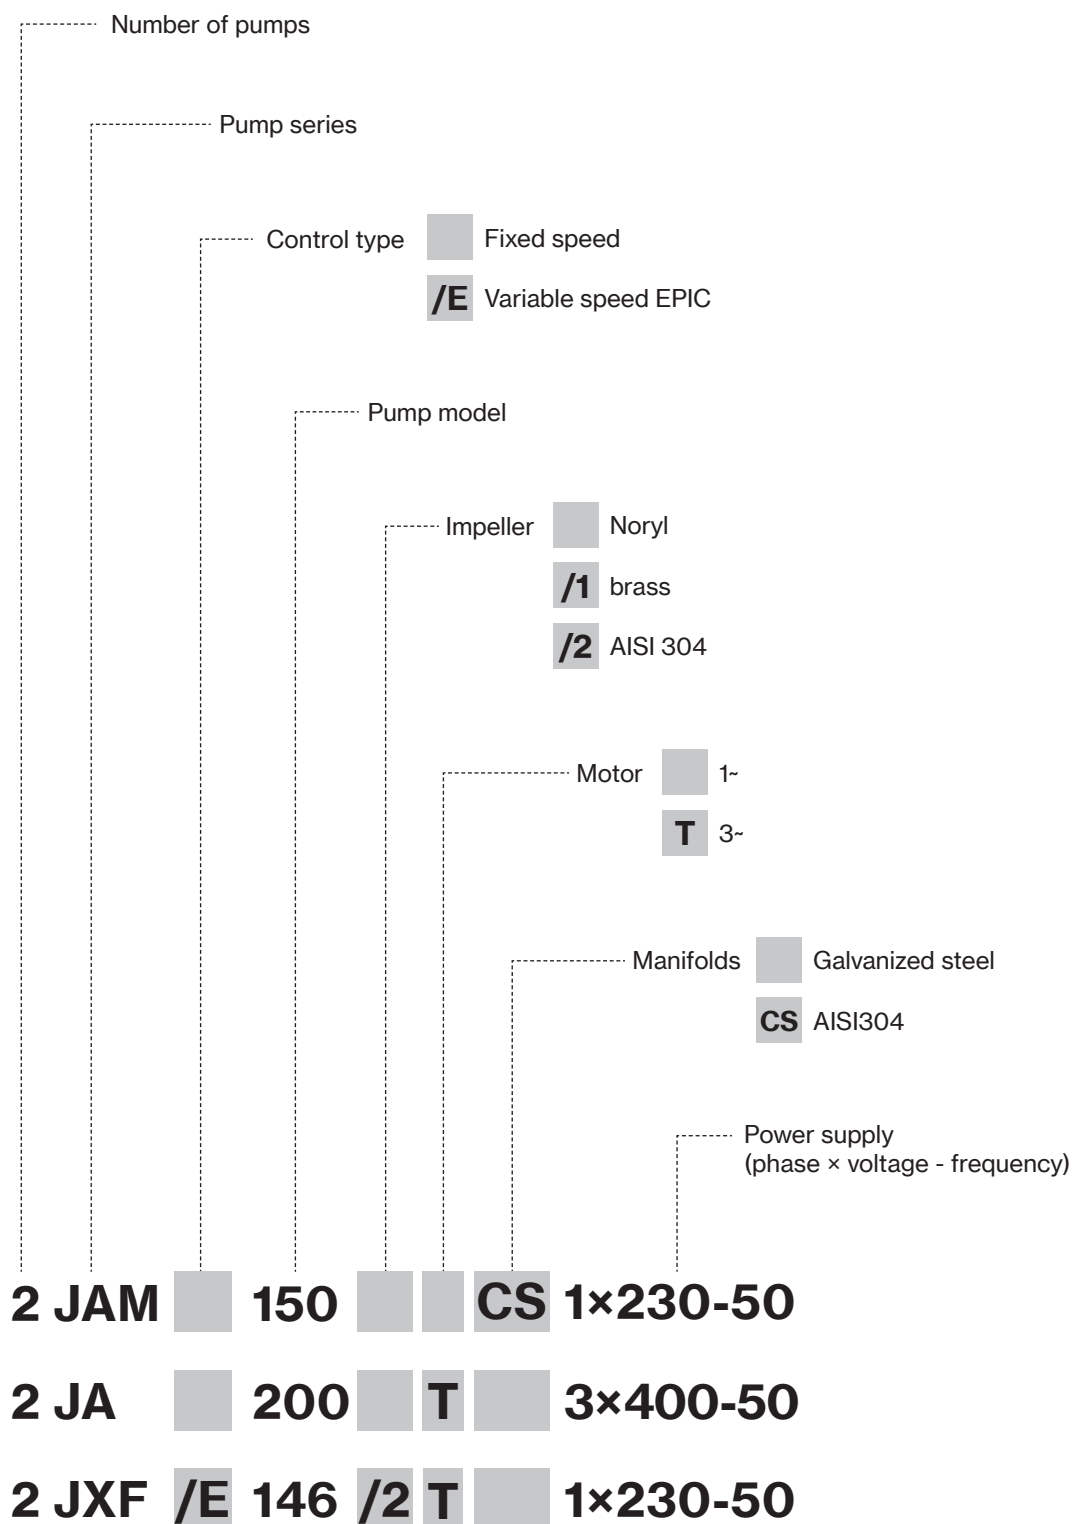 Number of pumps
Pump series
Control type Fixed speed
/E Variable speed EPIC
Pump model
Impeller Noryl
/1 brass
/2 AISI 304
Motor 1~
T 3~
Manifolds Galvanized steel
CS AISI304
Power supply
(phase × voltage - frequency)
2 JAM 150 CS 1×230-50
2 JA 200 T 3×400-50
2 JXF /E 146 /2 T 1×230-50